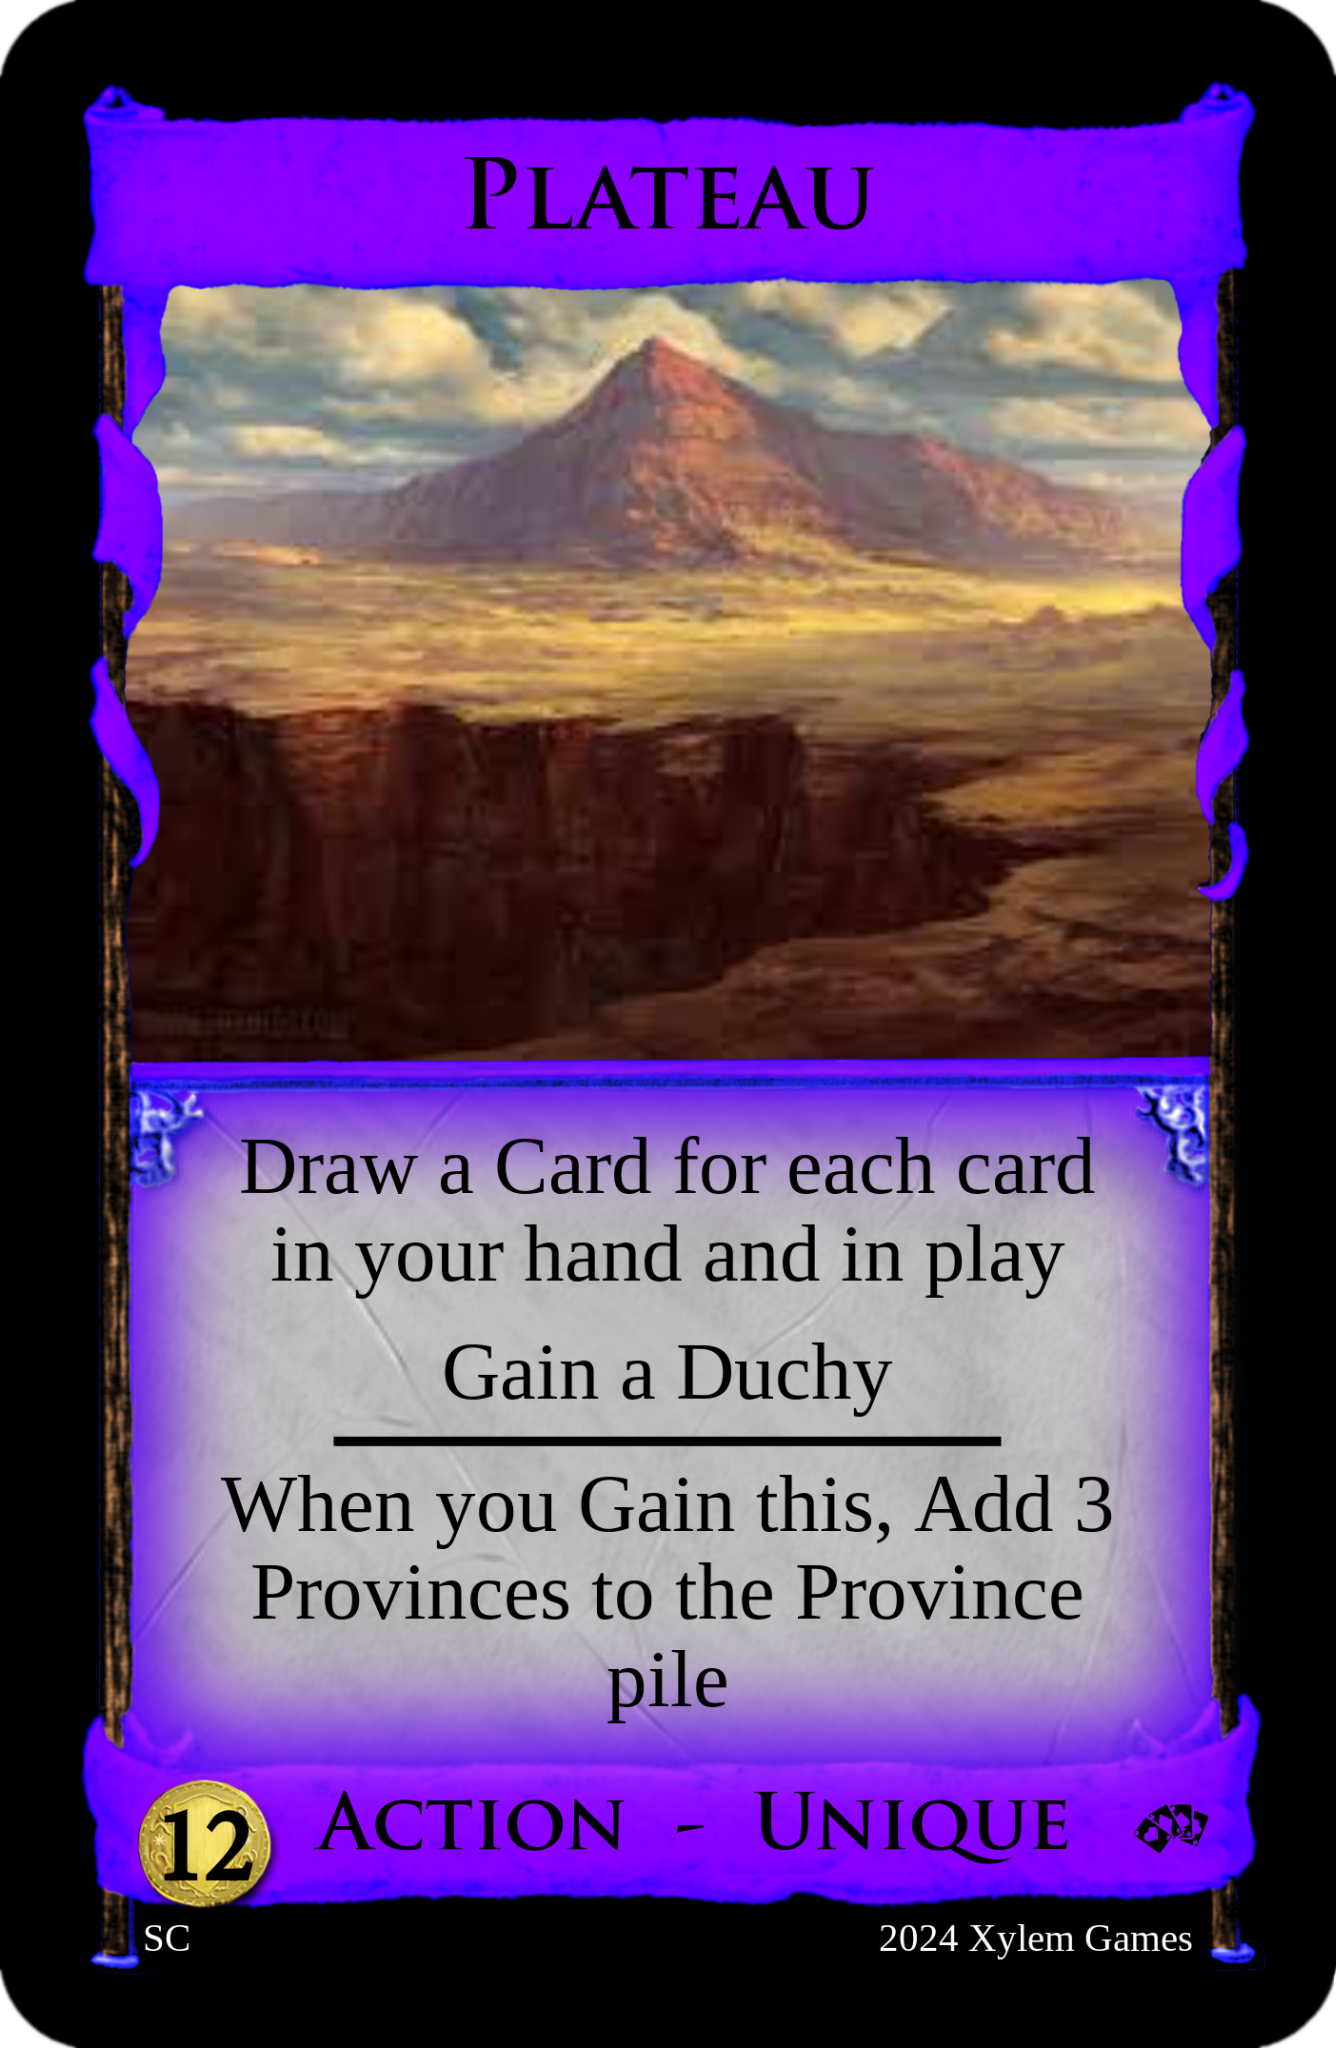 PLATEAU
Draw a Card for each card
in your hand and in play
Gain a Duchy
When you Gain this, Add 3
Provinces to the Province
pile
12 ACTION - UNIQUE
SC 2024 Xylem Games